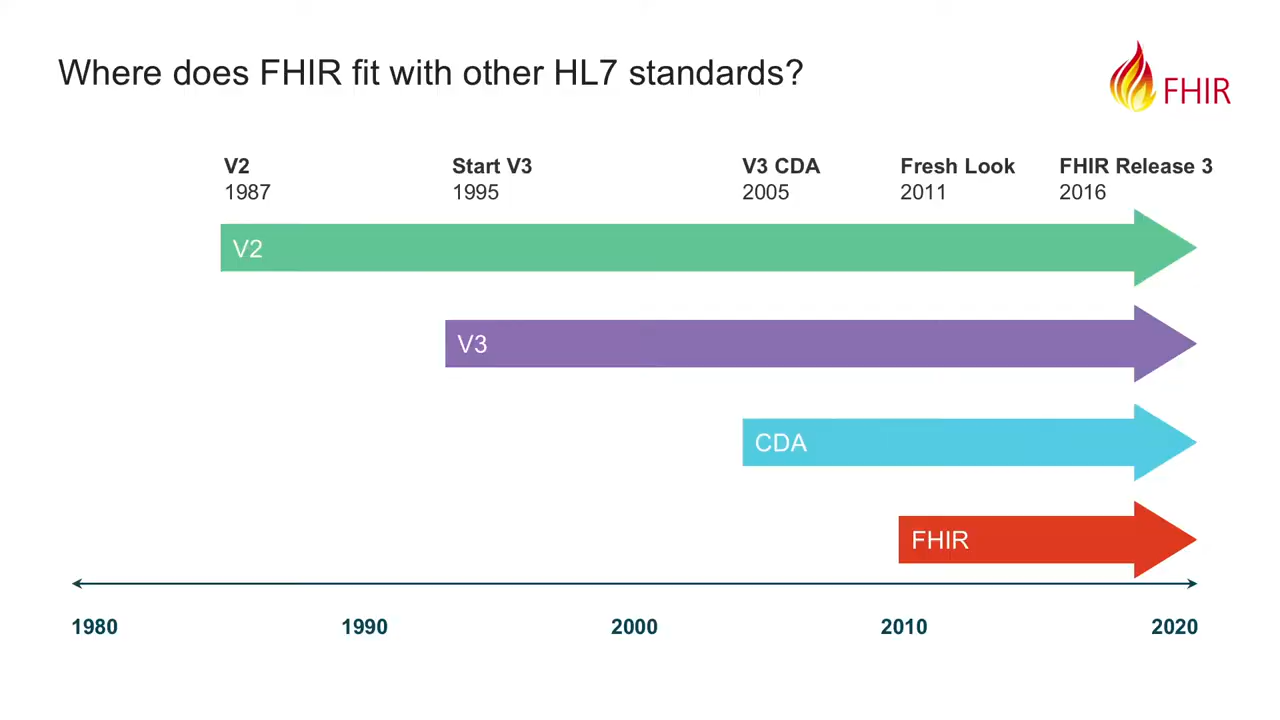 Where does FHIR fit with other HL7 standards?
FHIR
V2
1987
Start V3
1995
V3 CDA
2005
Fresh Look
2011
FHIR Release 3
2016
V2
V3
CDA
FHIR
1980
1990
2000
2010
2020